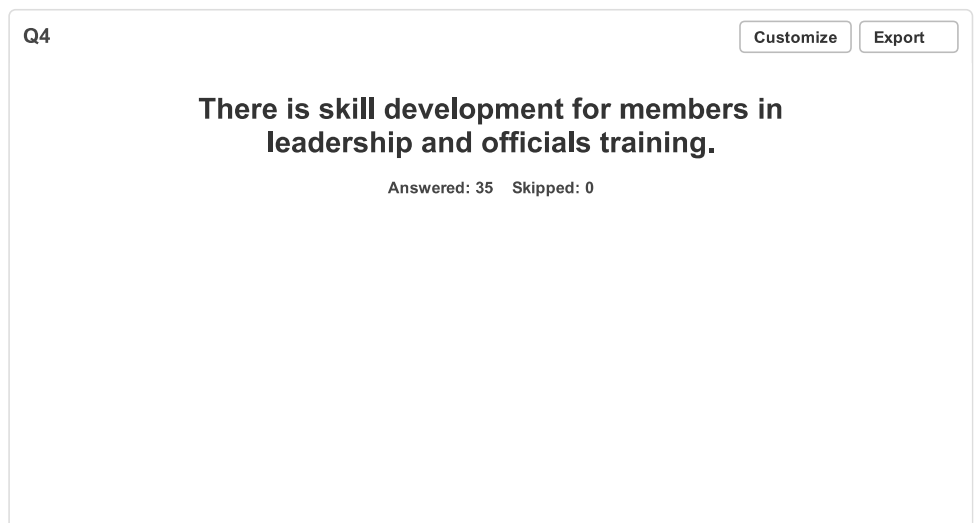 Q4
Customize
Export
There is skill development for members in
leadership and officials training.
Answered: 35 Skipped: 0